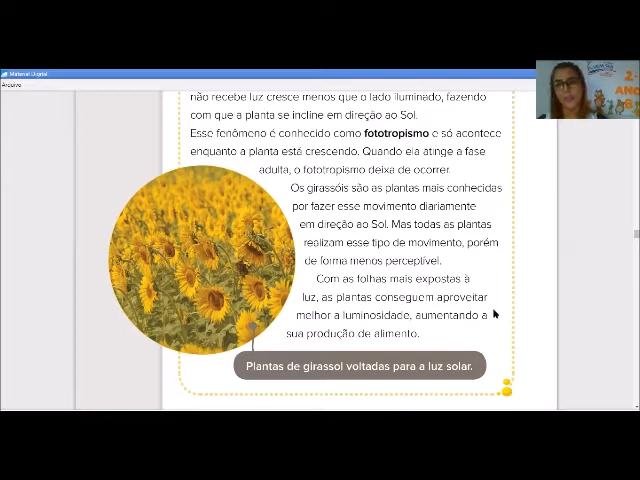 Material Digital
Arquivo
não recebe luz cresce menos que o lado iluminado, fazendo
com que a planta se incline em direção ao Sol.
Esse fenômeno é conhecido como fototropismo e só acontece
enquanto a planta está crescendo. Quando ela atinge a fase
adulta, o fototropismo deixa de ocorrer.
Os girassóis são as plantas mais conhecidas
por fazer esse movimento diariamente
em direção ao Sol. Mas todas as plantas
realizam esse tipo de movimento, porém
de forma menos perceptível.
Com as folhas mais expostas à
luz, as plantas conseguem aproveitar
melhor a luminosidade, aumentando a
sua produção de alimento.
Plantas de girassol voltadas para a luz solar.
2º
ANO
B